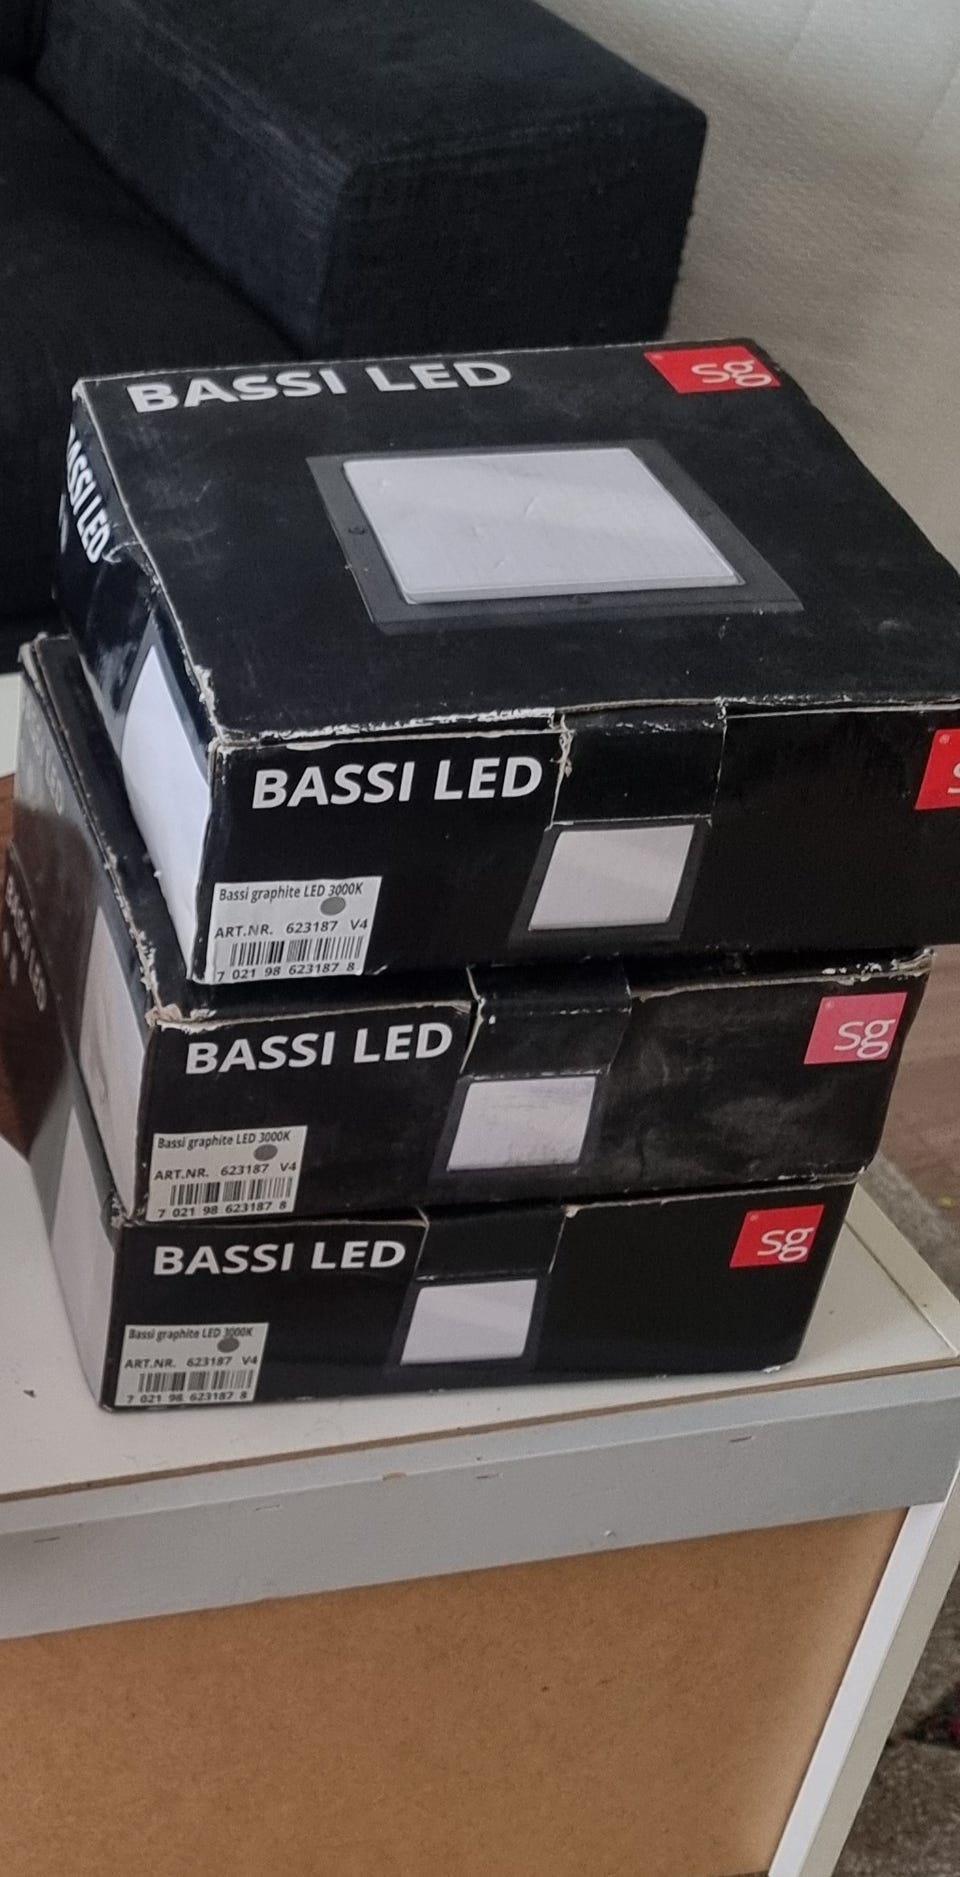 BASSI LED
sg
BASSI LED
BASSI LED
Bassi graphite LED 3000K
ART.NR. 623187 V4
7 021 98 623187 8
BASSI LED
sg
Bassi graphite LED 3000K
ART.NR. 623187 V4
7 021 98 623187 8
BASSI LED
sg
Bassi graphite LED 3000K
ART.NR. 623187 V4
7 021 98 623187 8